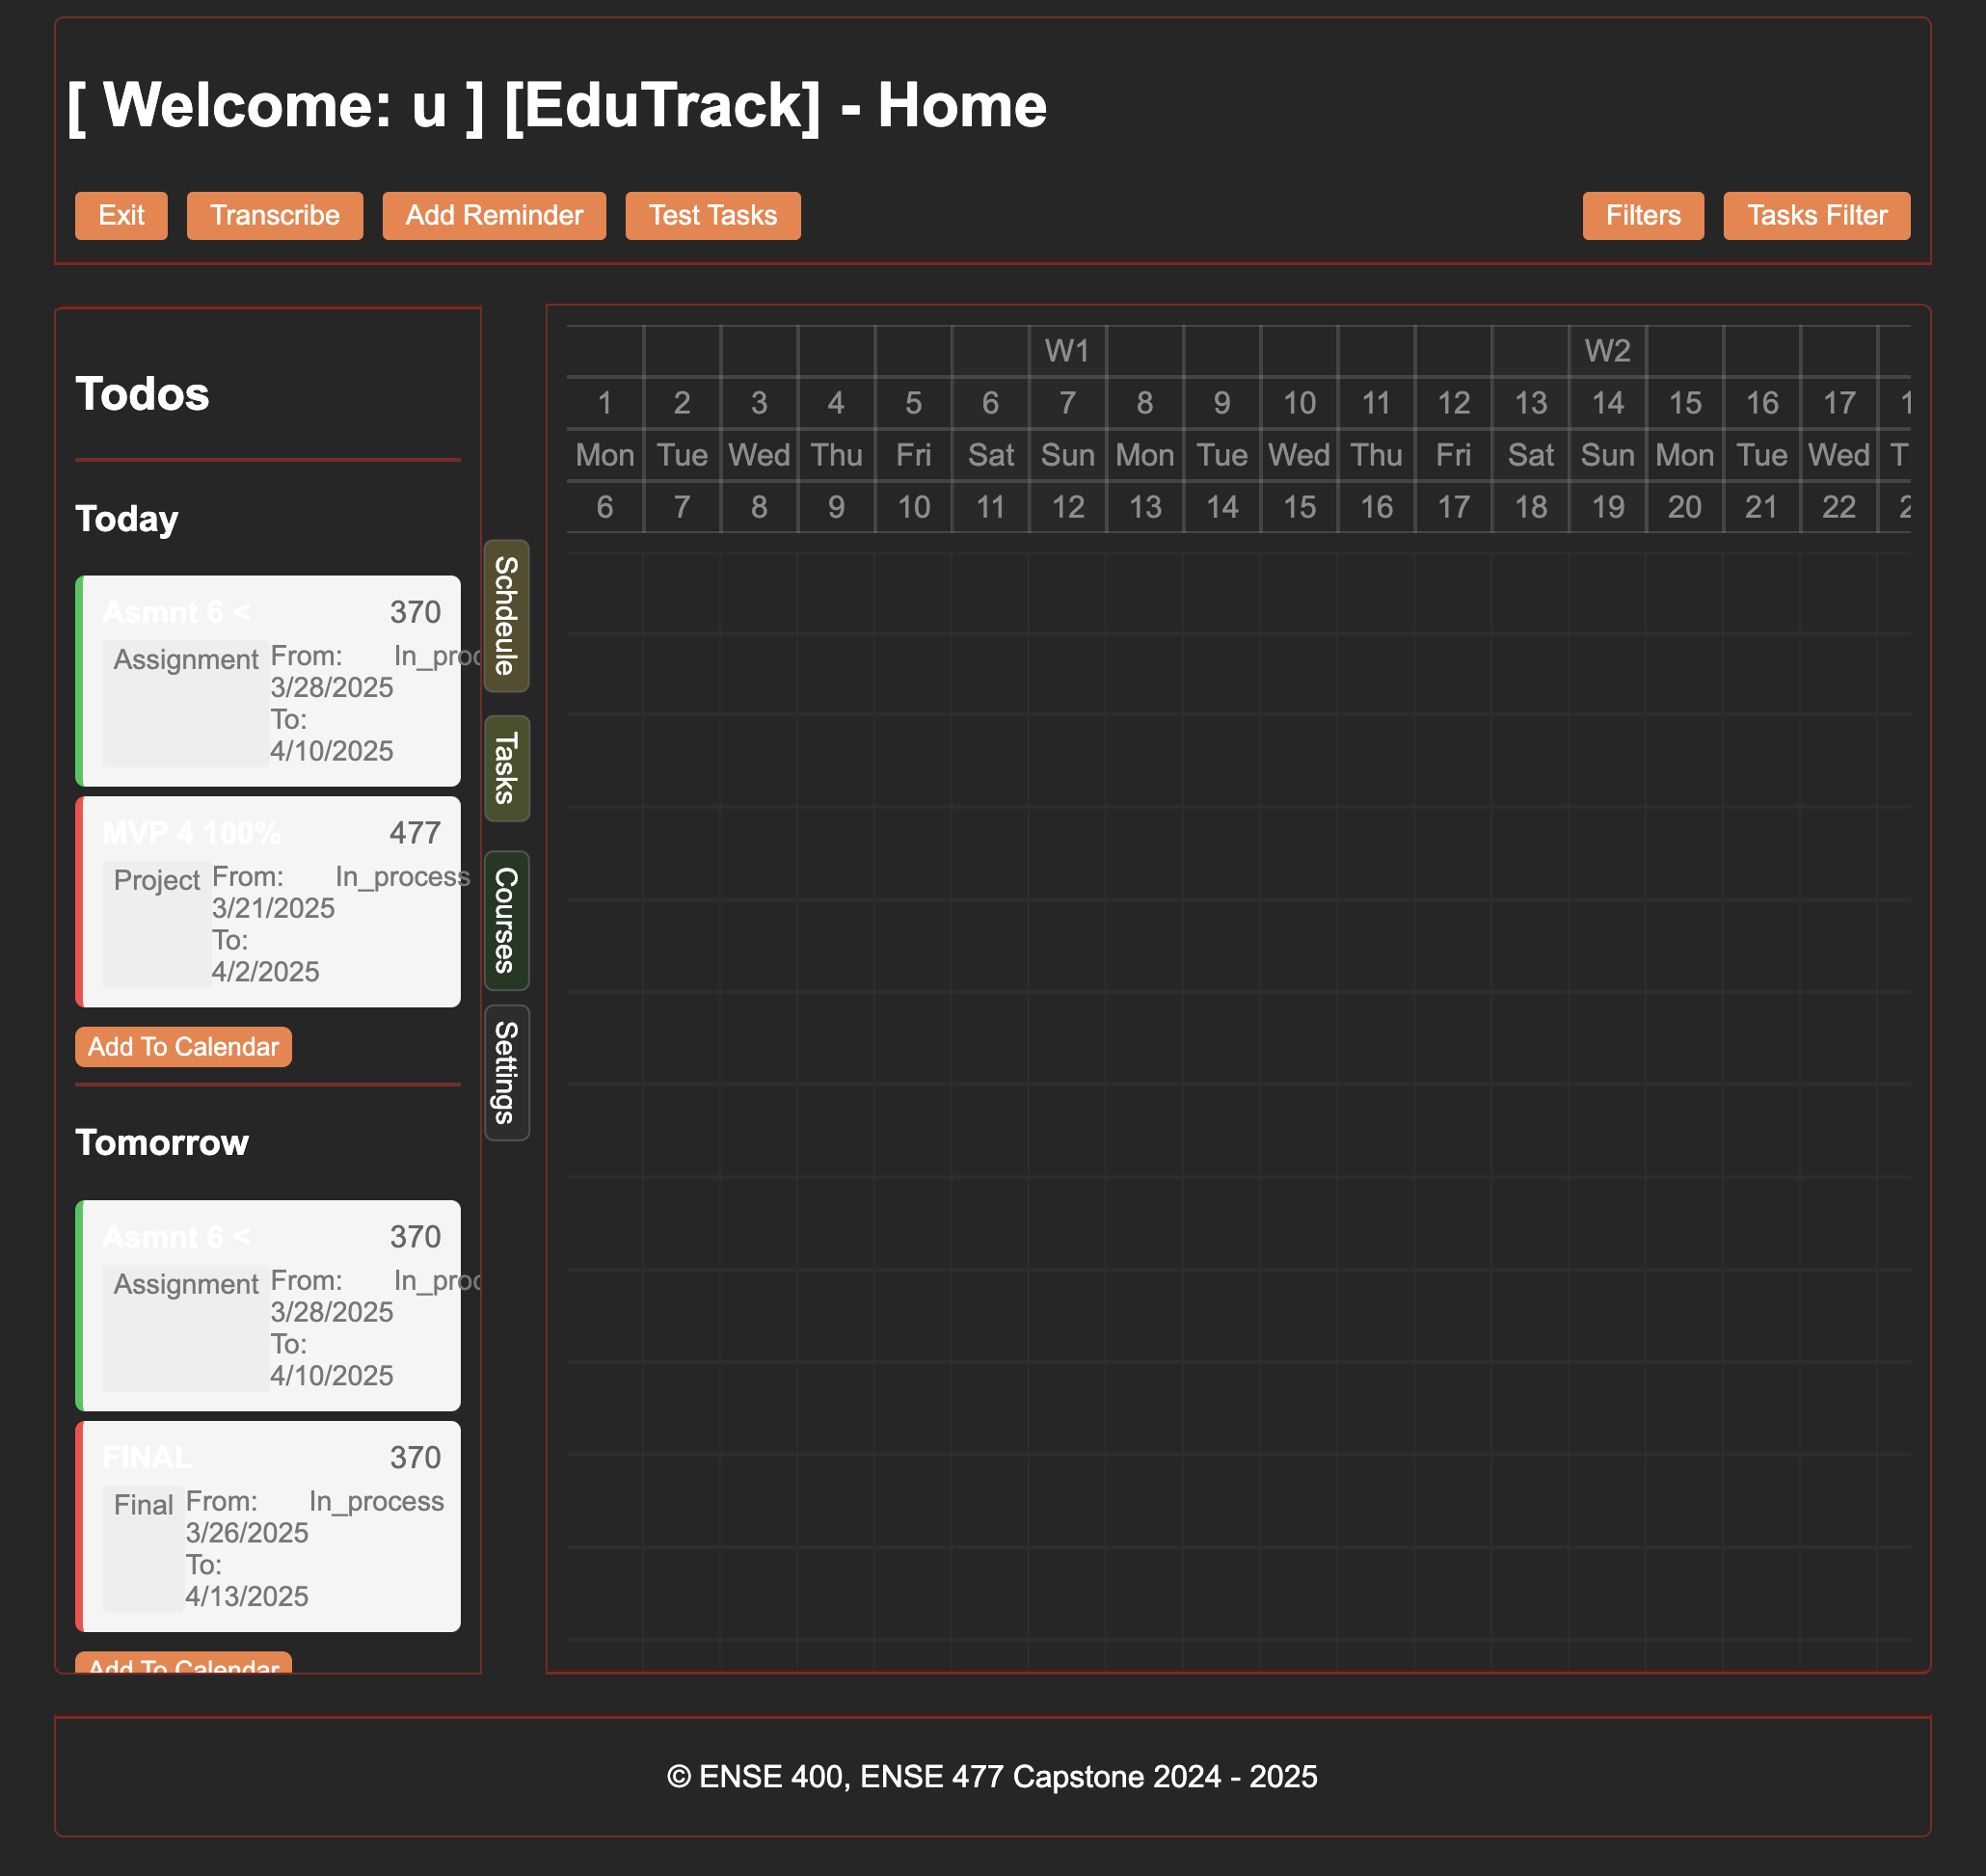 [ Welcome: u ] [EduTrack] - Home
Exit Transcribe Add Reminder Test Tasks Filters Tasks Filter
Todos
Today
Asmnt 6 < 370
Assignment From: In_proc
3/28/2025
To:
4/10/2025
MVP 4 100% 477
Project From: In_process
3/21/2025
To:
4/2/2025
Add To Calendar
Tomorrow
Asmnt 6 < 370
Assignment From: In_proc
3/28/2025
To:
4/10/2025
FINAL 370
Final From: In_process
3/26/2025
To:
4/13/2025
Add To Calendar
Schdeule
Tasks
Courses
Settings
W1 W2
1 2 3 4 5 6 7 8 9 10 11 12 13 14 15 16 17 1
Mon Tue Wed Thu Fri Sat Sun Mon Tue Wed Thu Fri Sat Sun Mon Tue Wed T
6 7 8 9 10 11 12 13 14 15 16 17 18 19 20 21 22 2
© ENSE 400, ENSE 477 Capstone 2024 - 2025